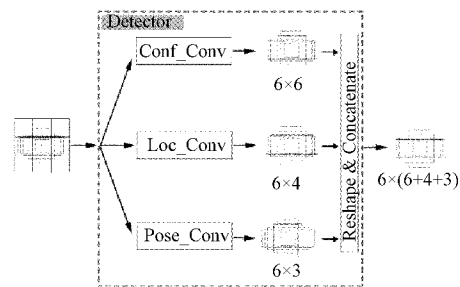 Detector
Conf_Conv
6×6
Loc_Conv
6×4
Pose_Conv
6×3
Reshape & Concatenate
6×(6+4+3)